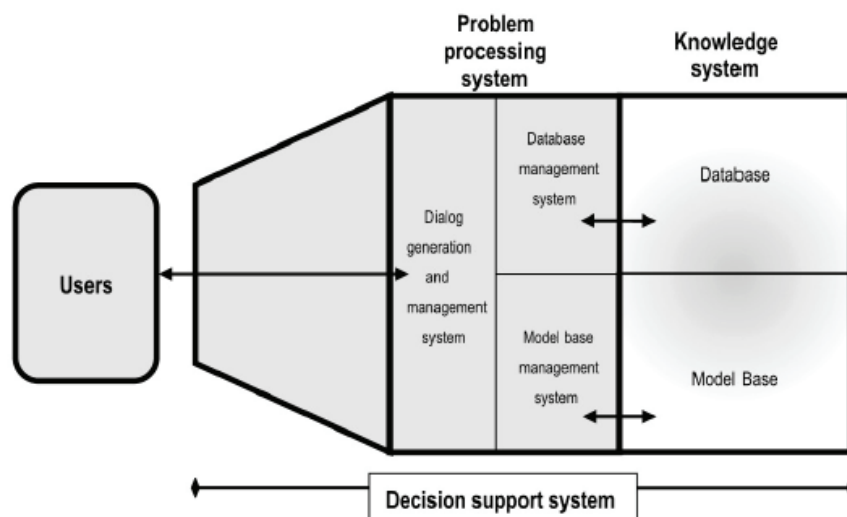 Problem
processing
system
Knowledge
system
Users
Dialog
generation
and
management
system
Database
management
system
Database
Model base
management
system
Model Base
Decision support system